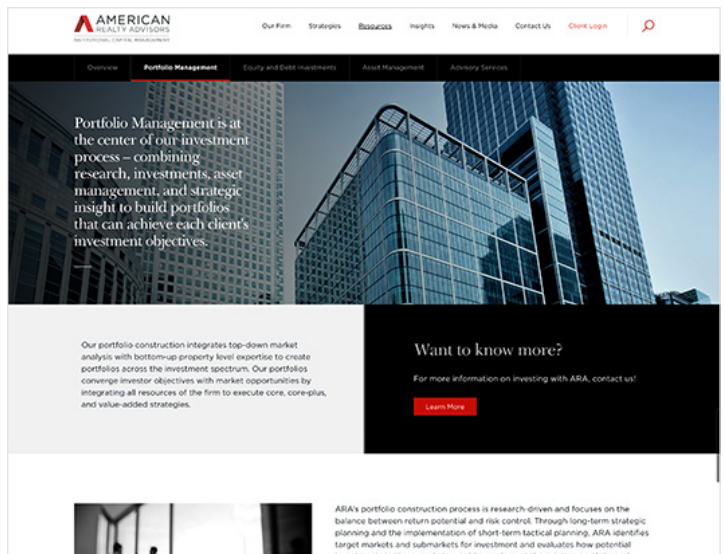 AMERICAN
REALTY ADVISORS
INSTITUTIONAL CAPITAL MANAGEMENT
Our Firm Strategies Resources Insights News & Media Contact Us Client Login
Overview Portfolio Management Equity and Debt Investments Asset Management Advisory Services
Portfolio Management is at
the center of our investment
process – combining
research, investments, asset
management, and strategic
insight to build portfolios
that can achieve each client's
investment objectives.
Our portfolio construction integrates top-down market
analysis with bottom-up property level expertise to create
portfolios across the investment spectrum. Our portfolios
converge investor objectives with market opportunities by
integrating all resources of the firm to execute core, core-plus,
and value-added strategies.
Want to know more?
For more information on investing with ARA, contact us!
Learn More
ARA's portfolio construction process is research-driven and focuses on the
balance between return potential and risk control. Through long-term strategic
planning and the implementation of short-term tactical planning, ARA identifies
target markets and submarkets for investment and evaluates how potential